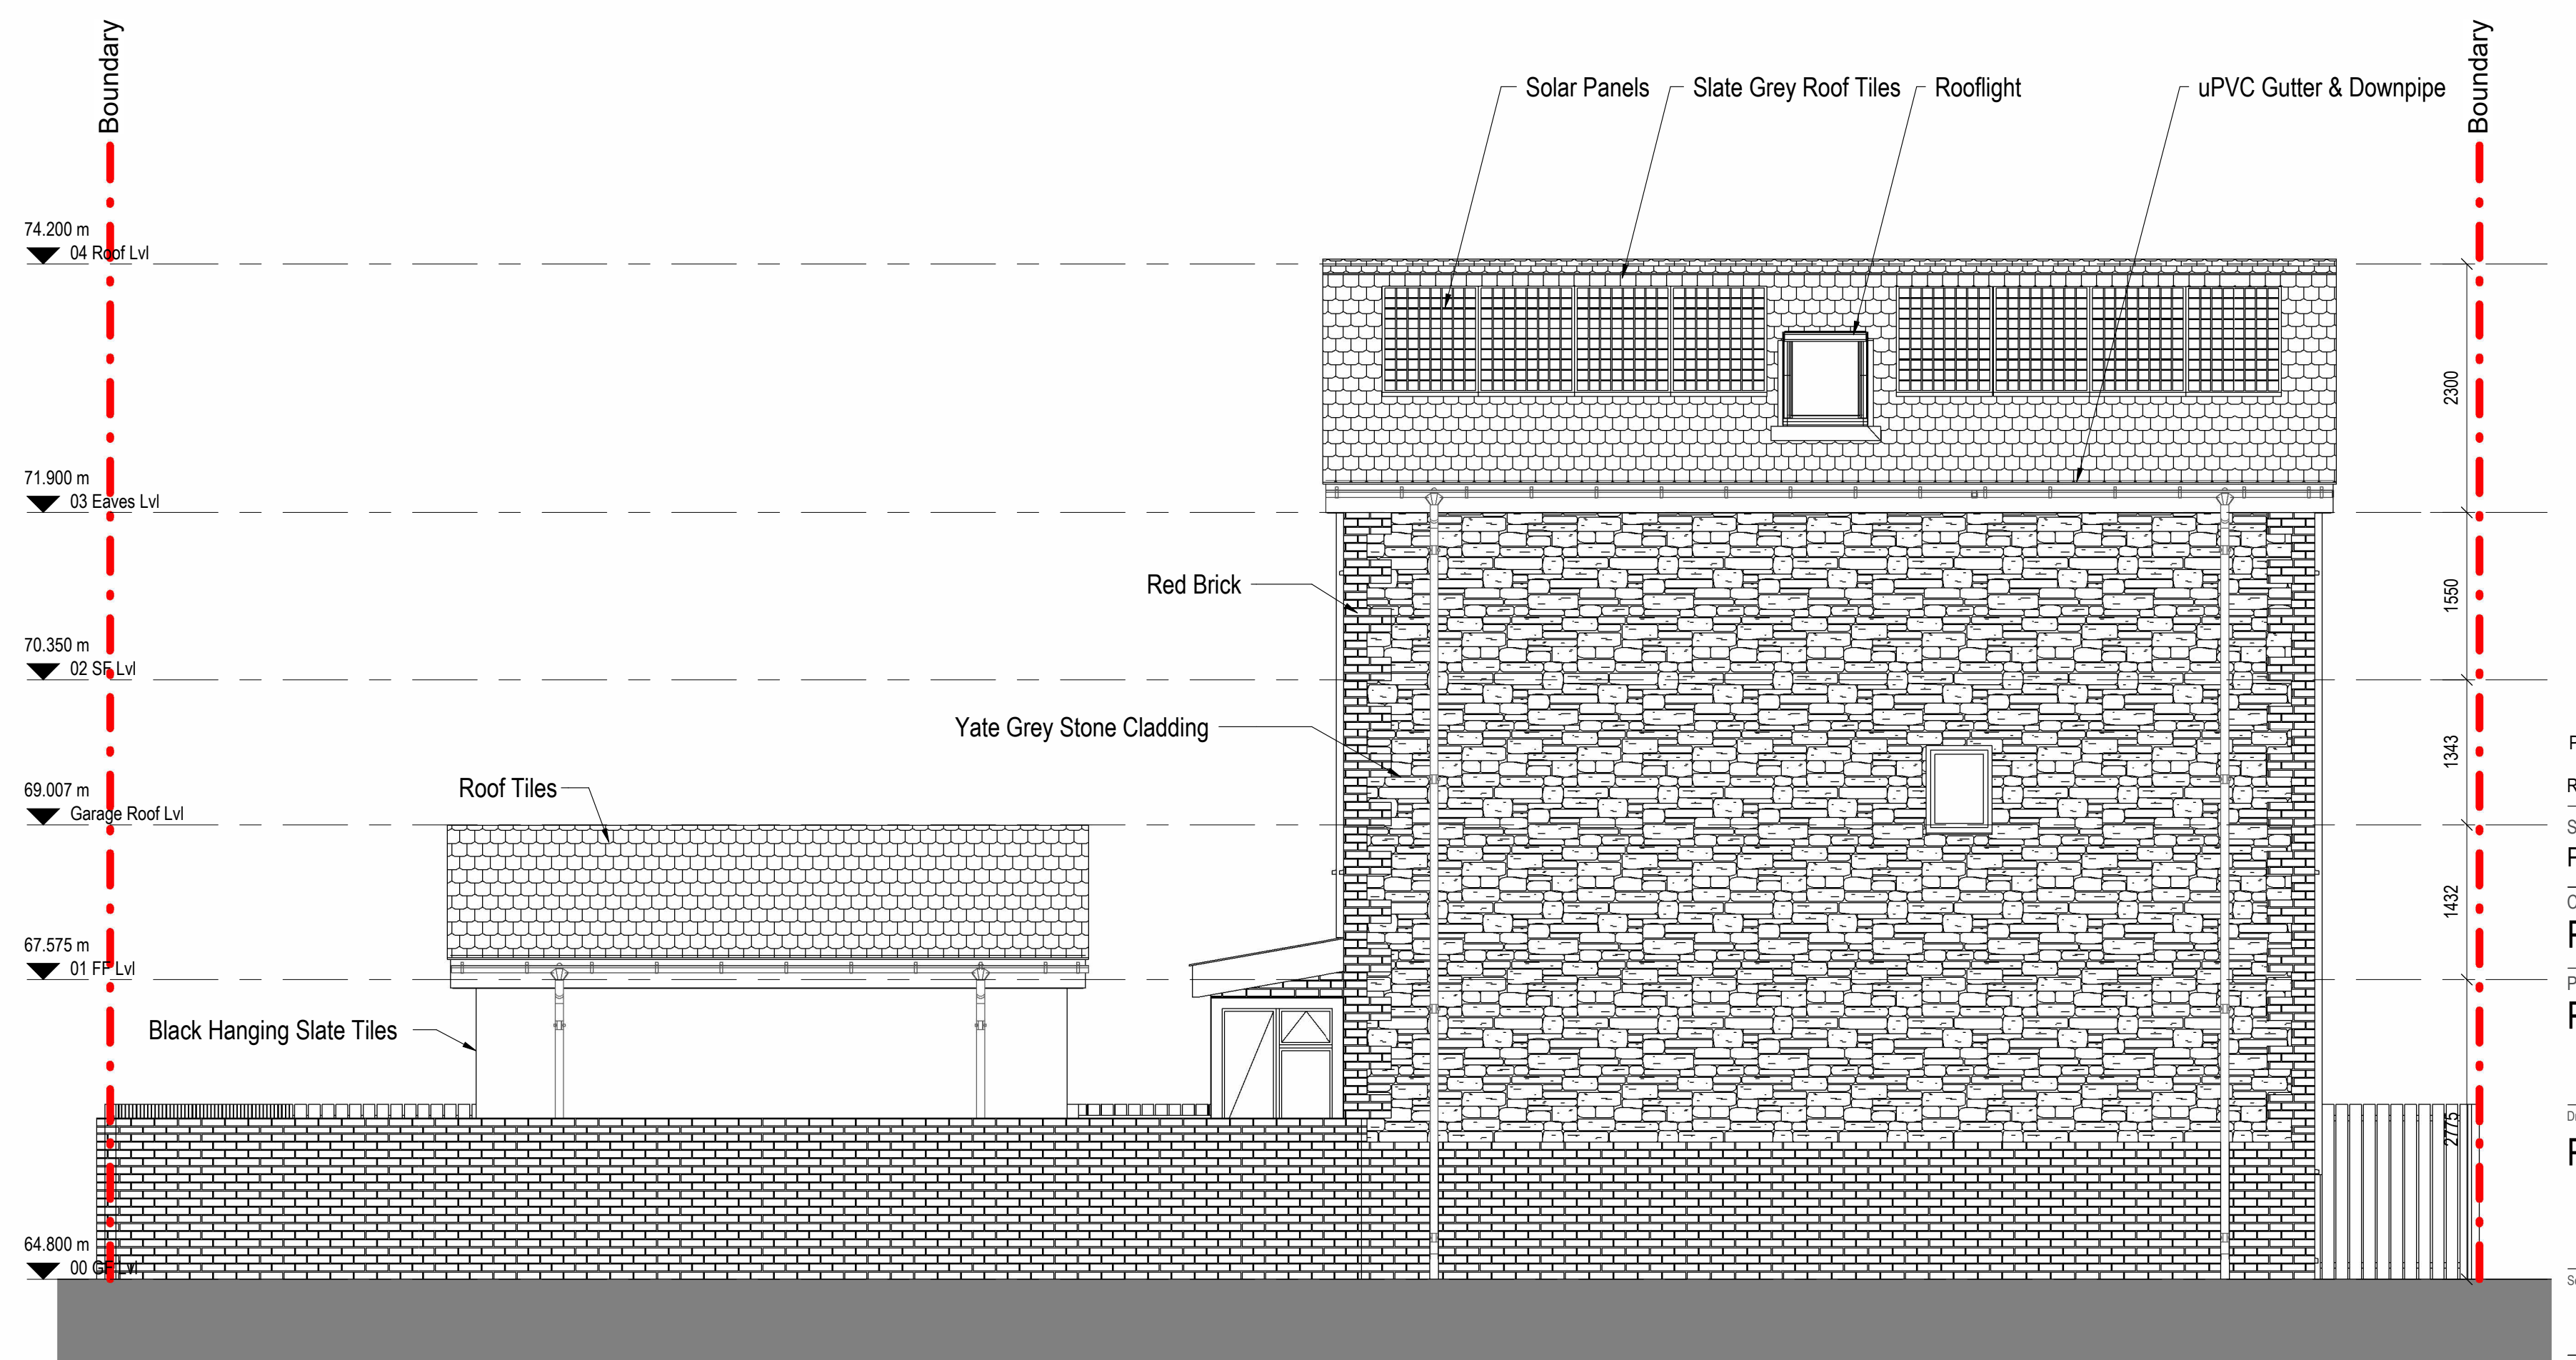 Boundary
Boundary
Solar Panels
Slate Grey Roof Tiles
Rooflight
uPVC Gutter & Downpipe
74.200 m
04 Roof Lvl
2300
71.900 m
03 Eaves Lvl
Red Brick
1550
70.350 m
02 SF Lvl
Yate Grey Stone Cladding
1343
Roof Tiles
69.007 m
Garage Roof Lvl
1432
67.575 m
01 FF Lvl
Black Hanging Slate Tiles
2775
64.800 m
00 GF Lvl